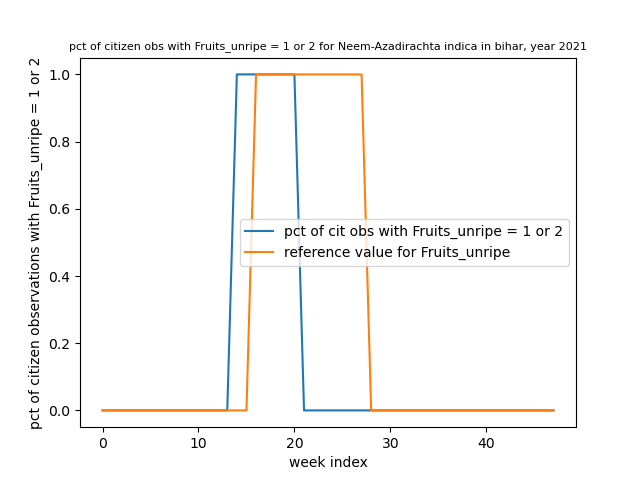 pct of citizen obs with Fruits_unripe = 1 or 2 for Neem-Azadirachta indica in bihar, year 2021
pct of citizen observations with Fruits_unripe = 1 or 2
1.0
0.8
0.6
0.4
0.2
0.0
pct of cit obs with Fruits_unripe = 1 or 2
reference value for Fruits_unripe
0 10 20 30 40
week index